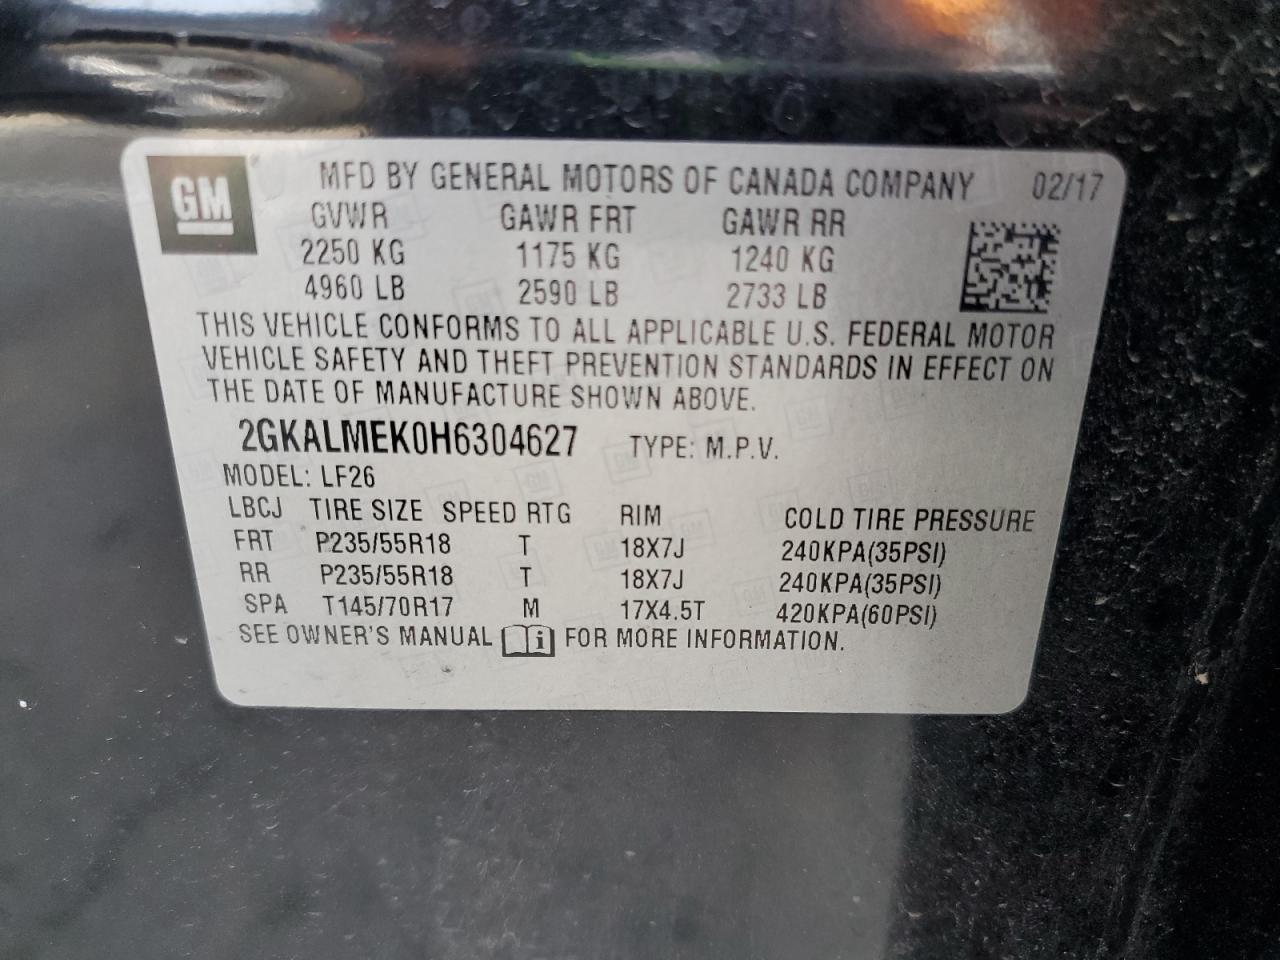 GM
MFD BY GENERAL MOTORS OF CANADA COMPANY 02/17
GVWR GAWR FRT GAWR RR
2250 KG 1175 KG 1240 KG
4960 LB 2590 LB 2733 LB
THIS VEHICLE CONFORMS TO ALL APPLICABLE U.S. FEDERAL MOTOR
VEHICLE SAFETY AND THEFT PREVENTION STANDARDS IN EFFECT ON
THE DATE OF MANUFACTURE SHOWN ABOVE.
2GKALMEK0H6304627 TYPE: M.P.V.
MODEL: LF26
LBCJ TIRE SIZE SPEED RTG RIM COLD TIRE PRESSURE
FRT P235/55R18 T 18X7J 240KPA(35PSI)
RR P235/55R18 T 18X7J 240KPA(35PSI)
SPA T145/70R17 M 17X4.5T 420KPA(60PSI)
SEE OWNER'S MANUAL i FOR MORE INFORMATION.